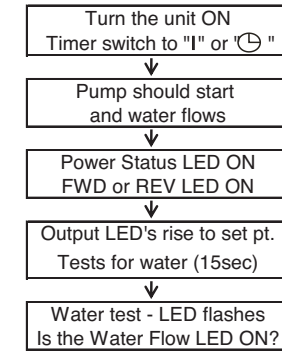 Turn the unit ON
Timer switch to "I" or "🕒"
Pump should start
and water flows
Power Status LED ON
FWD or REV LED ON
Output LED's rise to set pt.
Tests for water (15sec)
Water test - LED flashes
Is the Water Flow LED ON?